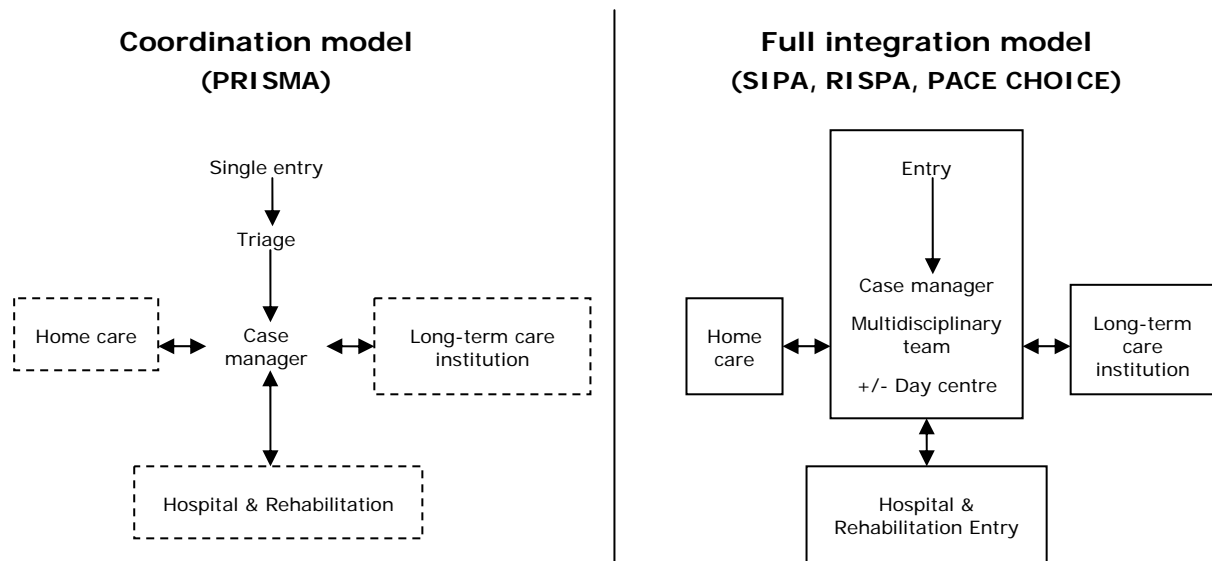 Coordination model
(PRISMA)
Single entry
Triage
Home care
Case
manager
Long-term care
institution
Hospital & Rehabilitation
Full integration model
(SIPA, RISPA, PACE CHOICE)
Entry
Case manager
Multidisciplinary
team
+/- Day centre
Home
care
Long-term
care
institution
Hospital &
Rehabilitation Entry